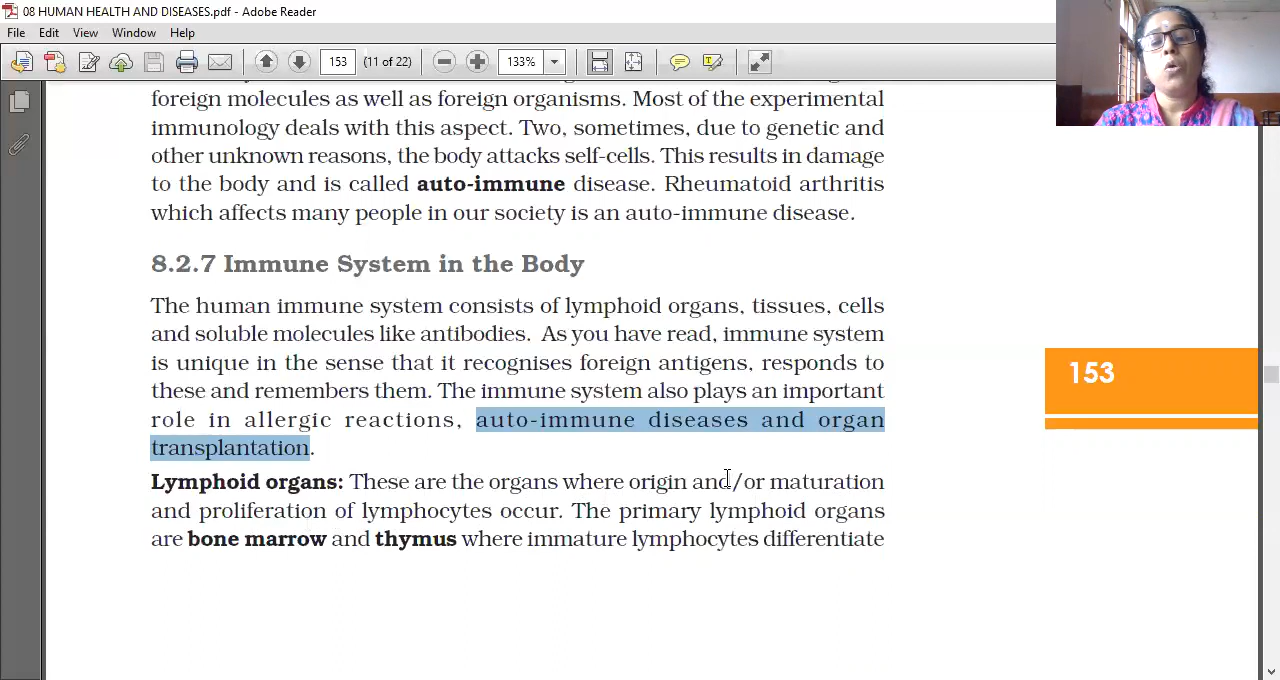 08 HUMAN HEALTH AND DISEASES.pdf - Adobe Reader
File Edit View Window Help
153 (11 of 22) 133%
foreign molecules as well as foreign organisms. Most of the experimental
immunology deals with this aspect. Two, sometimes, due to genetic and
other unknown reasons, the body attacks self-cells. This results in damage
to the body and is called auto-immune disease. Rheumatoid arthritis
which affects many people in our society is an auto-immune disease.
8.2.7 Immune System in the Body
The human immune system consists of lymphoid organs, tissues, cells
and soluble molecules like antibodies. As you have read, immune system
is unique in the sense that it recognises foreign antigens, responds to
these and remembers them. The immune system also plays an important
role in allergic reactions, auto-immune diseases and organ
transplantation.
153
Lymphoid organs: These are the organs where origin and/or maturation
and proliferation of lymphocytes occur. The primary lymphoid organs
are bone marrow and thymus where immature lymphocytes differentiate